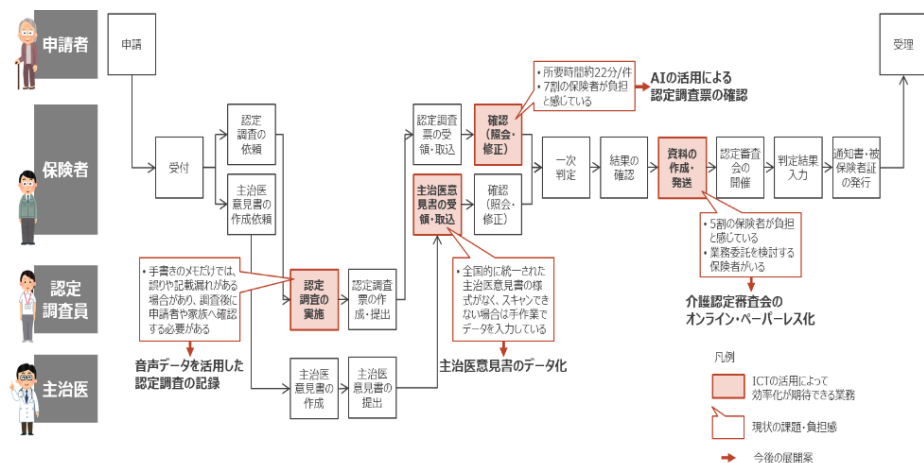 申請者
申請
受理
・所要時間約22分/件
・7割の保険者が負担
と感じている
AIの活用による
認定調査票の確認
保険者
受付
認定
調査の
依頼
主治医
意見書の
作成依頼
認定調査
票の受
領・取込
確認
(照会・
修正)
主治医意
見書の受
領・取込
確認
(照会・
修正)
一次
判定
結果の
確認
資料の
作成・
発送
認定審査
会の
開催
判定結果
入力
通知書・被
保険者証
の発行
・5割の保険者が負担
と感じている
・業務委託を検討する
保険者がいる
介護認定審査会の
オンライン・ペーパーレス化
認定
調査員
・手書きのメモだけでは、
誤りや記載漏れがある
場合があり、調査後に
申請者や家族へ確認
する必要がある
音声データを活用した
認定調査の記録
認定
調査の
実施
認定調査
票の作
成・提出
・全国的に統一された
主治医意見書の様
式がなく、スキャンでき
ない場合は手作業で
データを入力している
主治医意見書のデータ化
主治医
主治医
意見書の
作成
主治医
意見書の
提出
凡例
ICTの活用によって
効率化が期待できる業務
現状の課題・負担感
今後の展開案